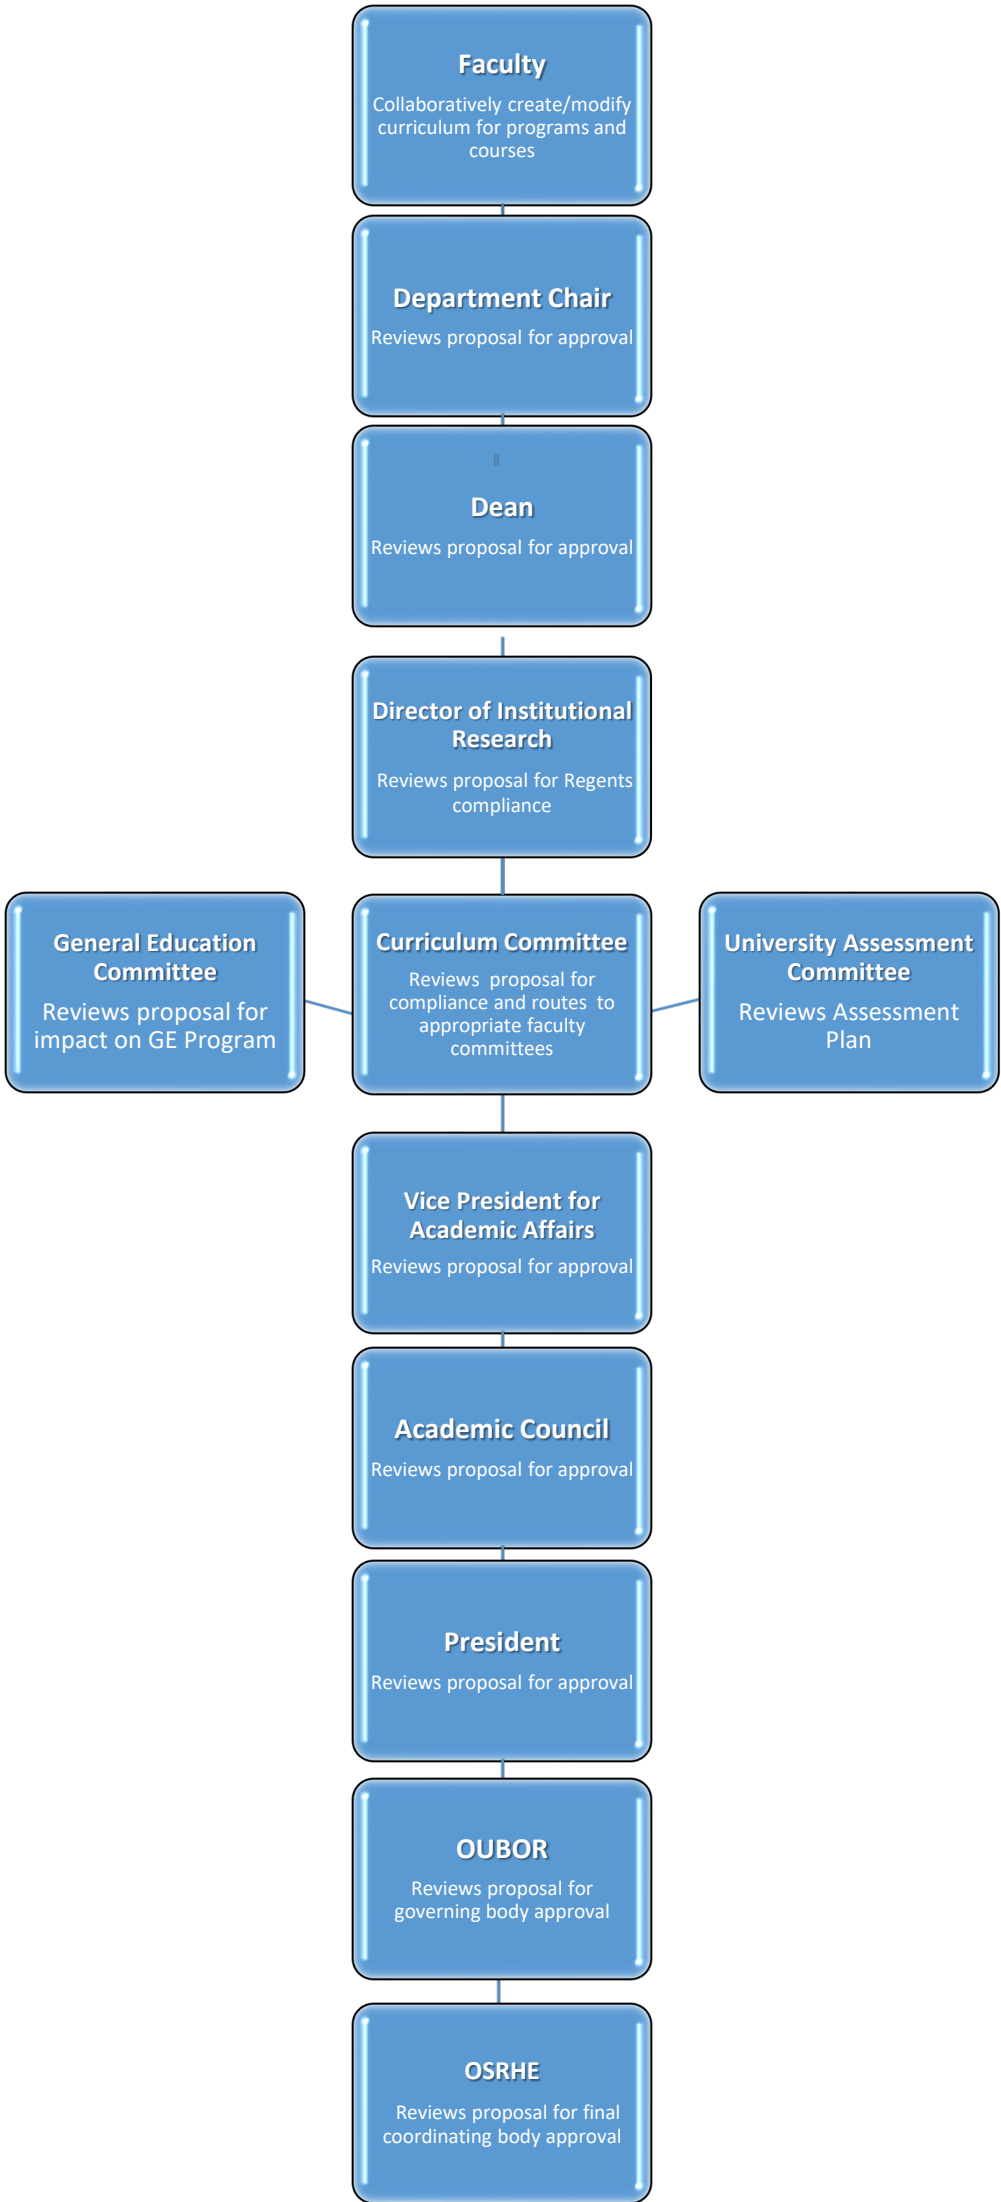 Faculty
Collaboratively create/modify
curriculum for programs and
courses
Department Chair
Reviews proposal for approval
Dean
Reviews proposal for approval
Director of Institutional
Research
Reviews proposal for Regents
compliance
General Education
Committee
Reviews proposal for
impact on GE Program
Curriculum Committee
Reviews proposal for
compliance and routes to
appropriate faculty
committees
University Assessment
Committee
Reviews Assessment
Plan
Vice President for
Academic Affairs
Reviews proposal for approval
Academic Council
Reviews proposal for approval
President
Reviews proposal for approval
OUBOR
Reviews proposal for
governing body approval
OSRHE
Reviews proposal for final
coordinating body approval